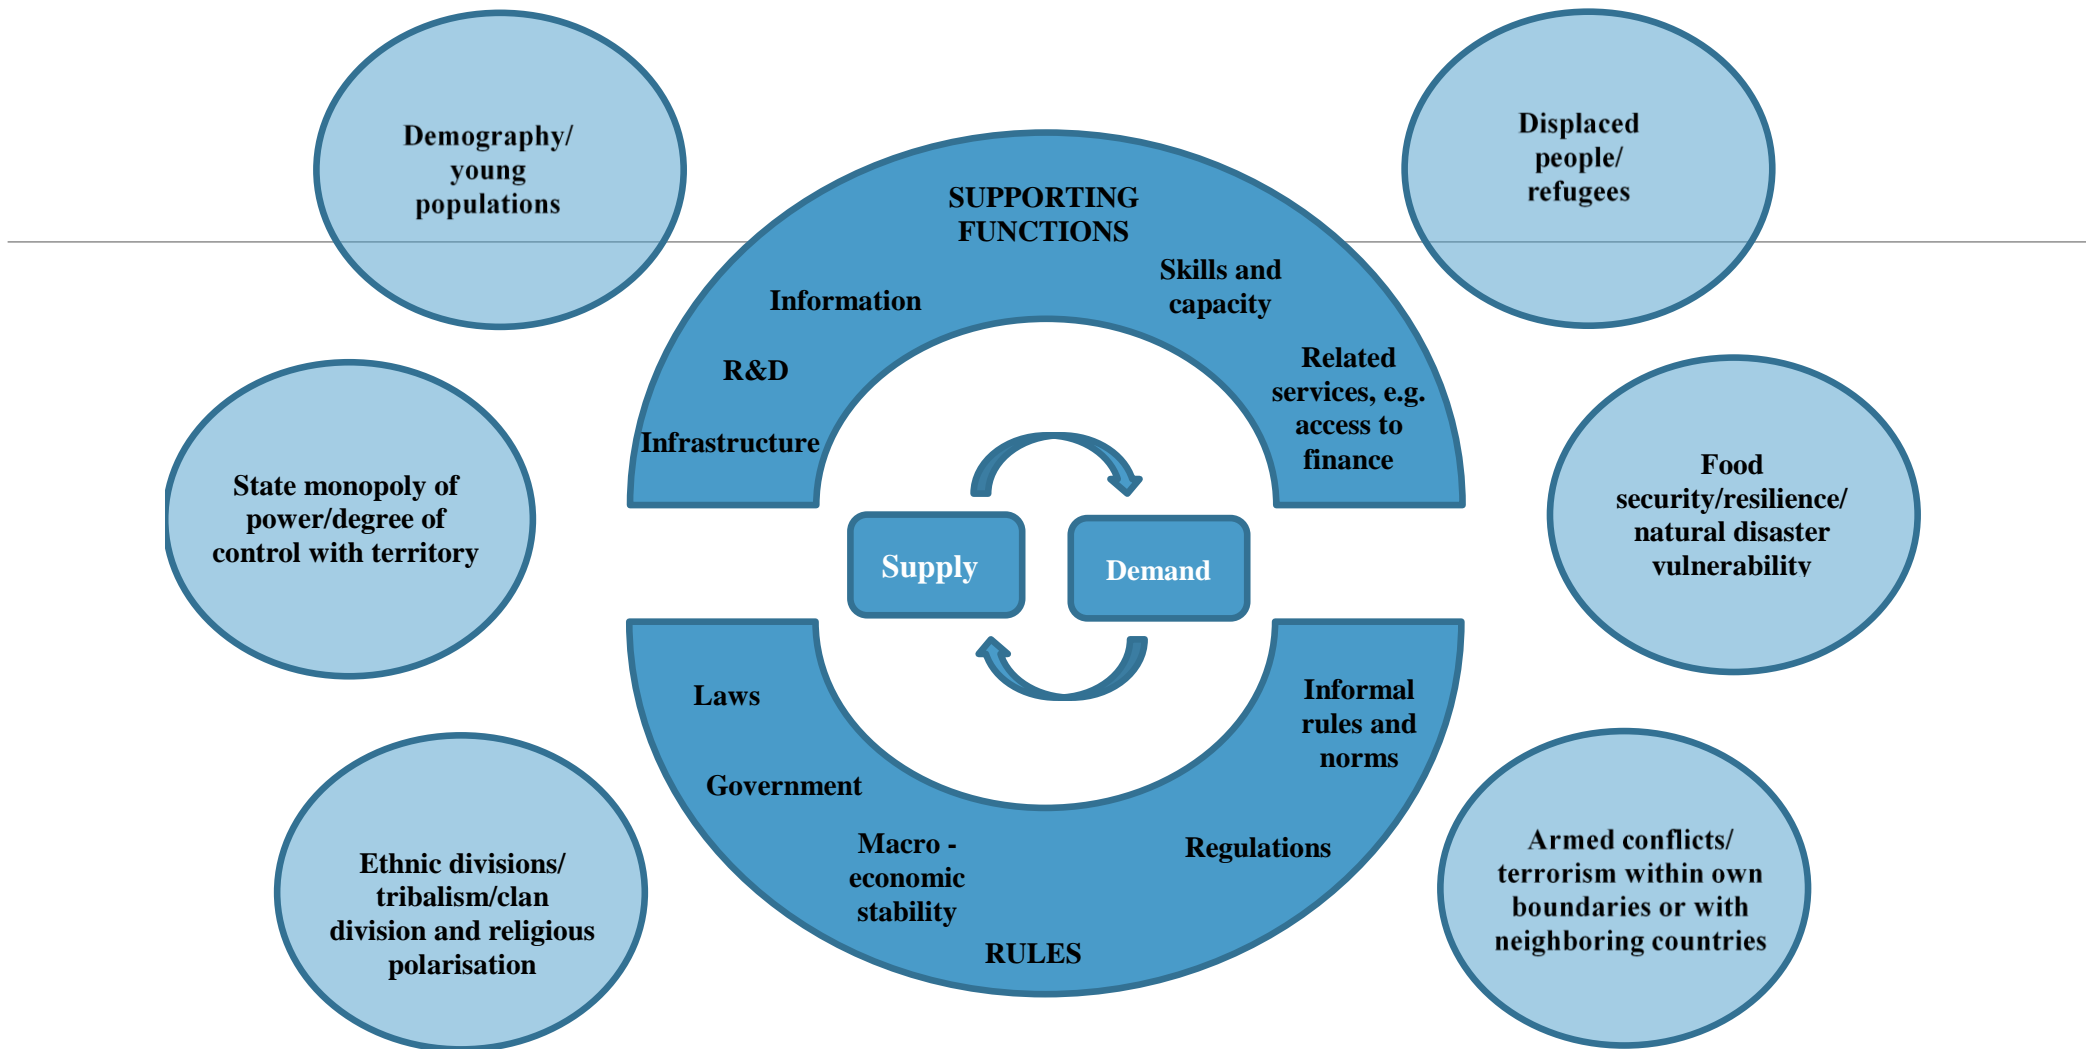 Demography/
young
populations
Displaced
people/
refugees
SUPPORTING
FUNCTIONS
Information
Skills and
capacity
R&D
Infrastructure
Related
services, e.g.
access to
finance
State monopoly of
power/degree of
control with territory
Supply
Demand
Food
security/resilience/
natural disaster
vulnerability
Laws
Government
Macro -
economic
stability
RULES
Regulations
Informal
rules and
norms
Ethnic divisions/
tribalism/clan
division and religious
polarisation
Armed conflicts/
terrorism within own
boundaries or with
neighboring countries